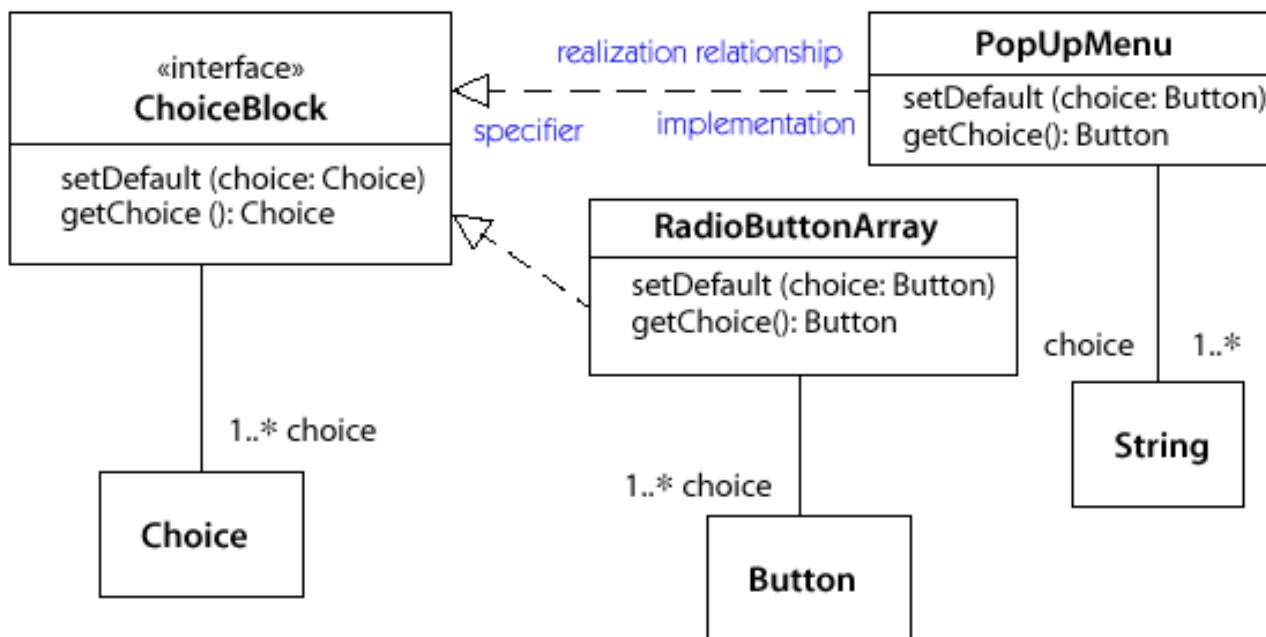 «interface»
ChoiceBlock
setDefault (choice: Choice)
getChoice (): Choice
realization relationship
specifier
implementation
PopUpMenu
setDefault (choice: Button)
getChoice(): Button
RadioButtonArray
setDefault (choice: Button)
getChoice(): Button
choice 1..*
String
1..* choice
Choice
1..* choice
Button